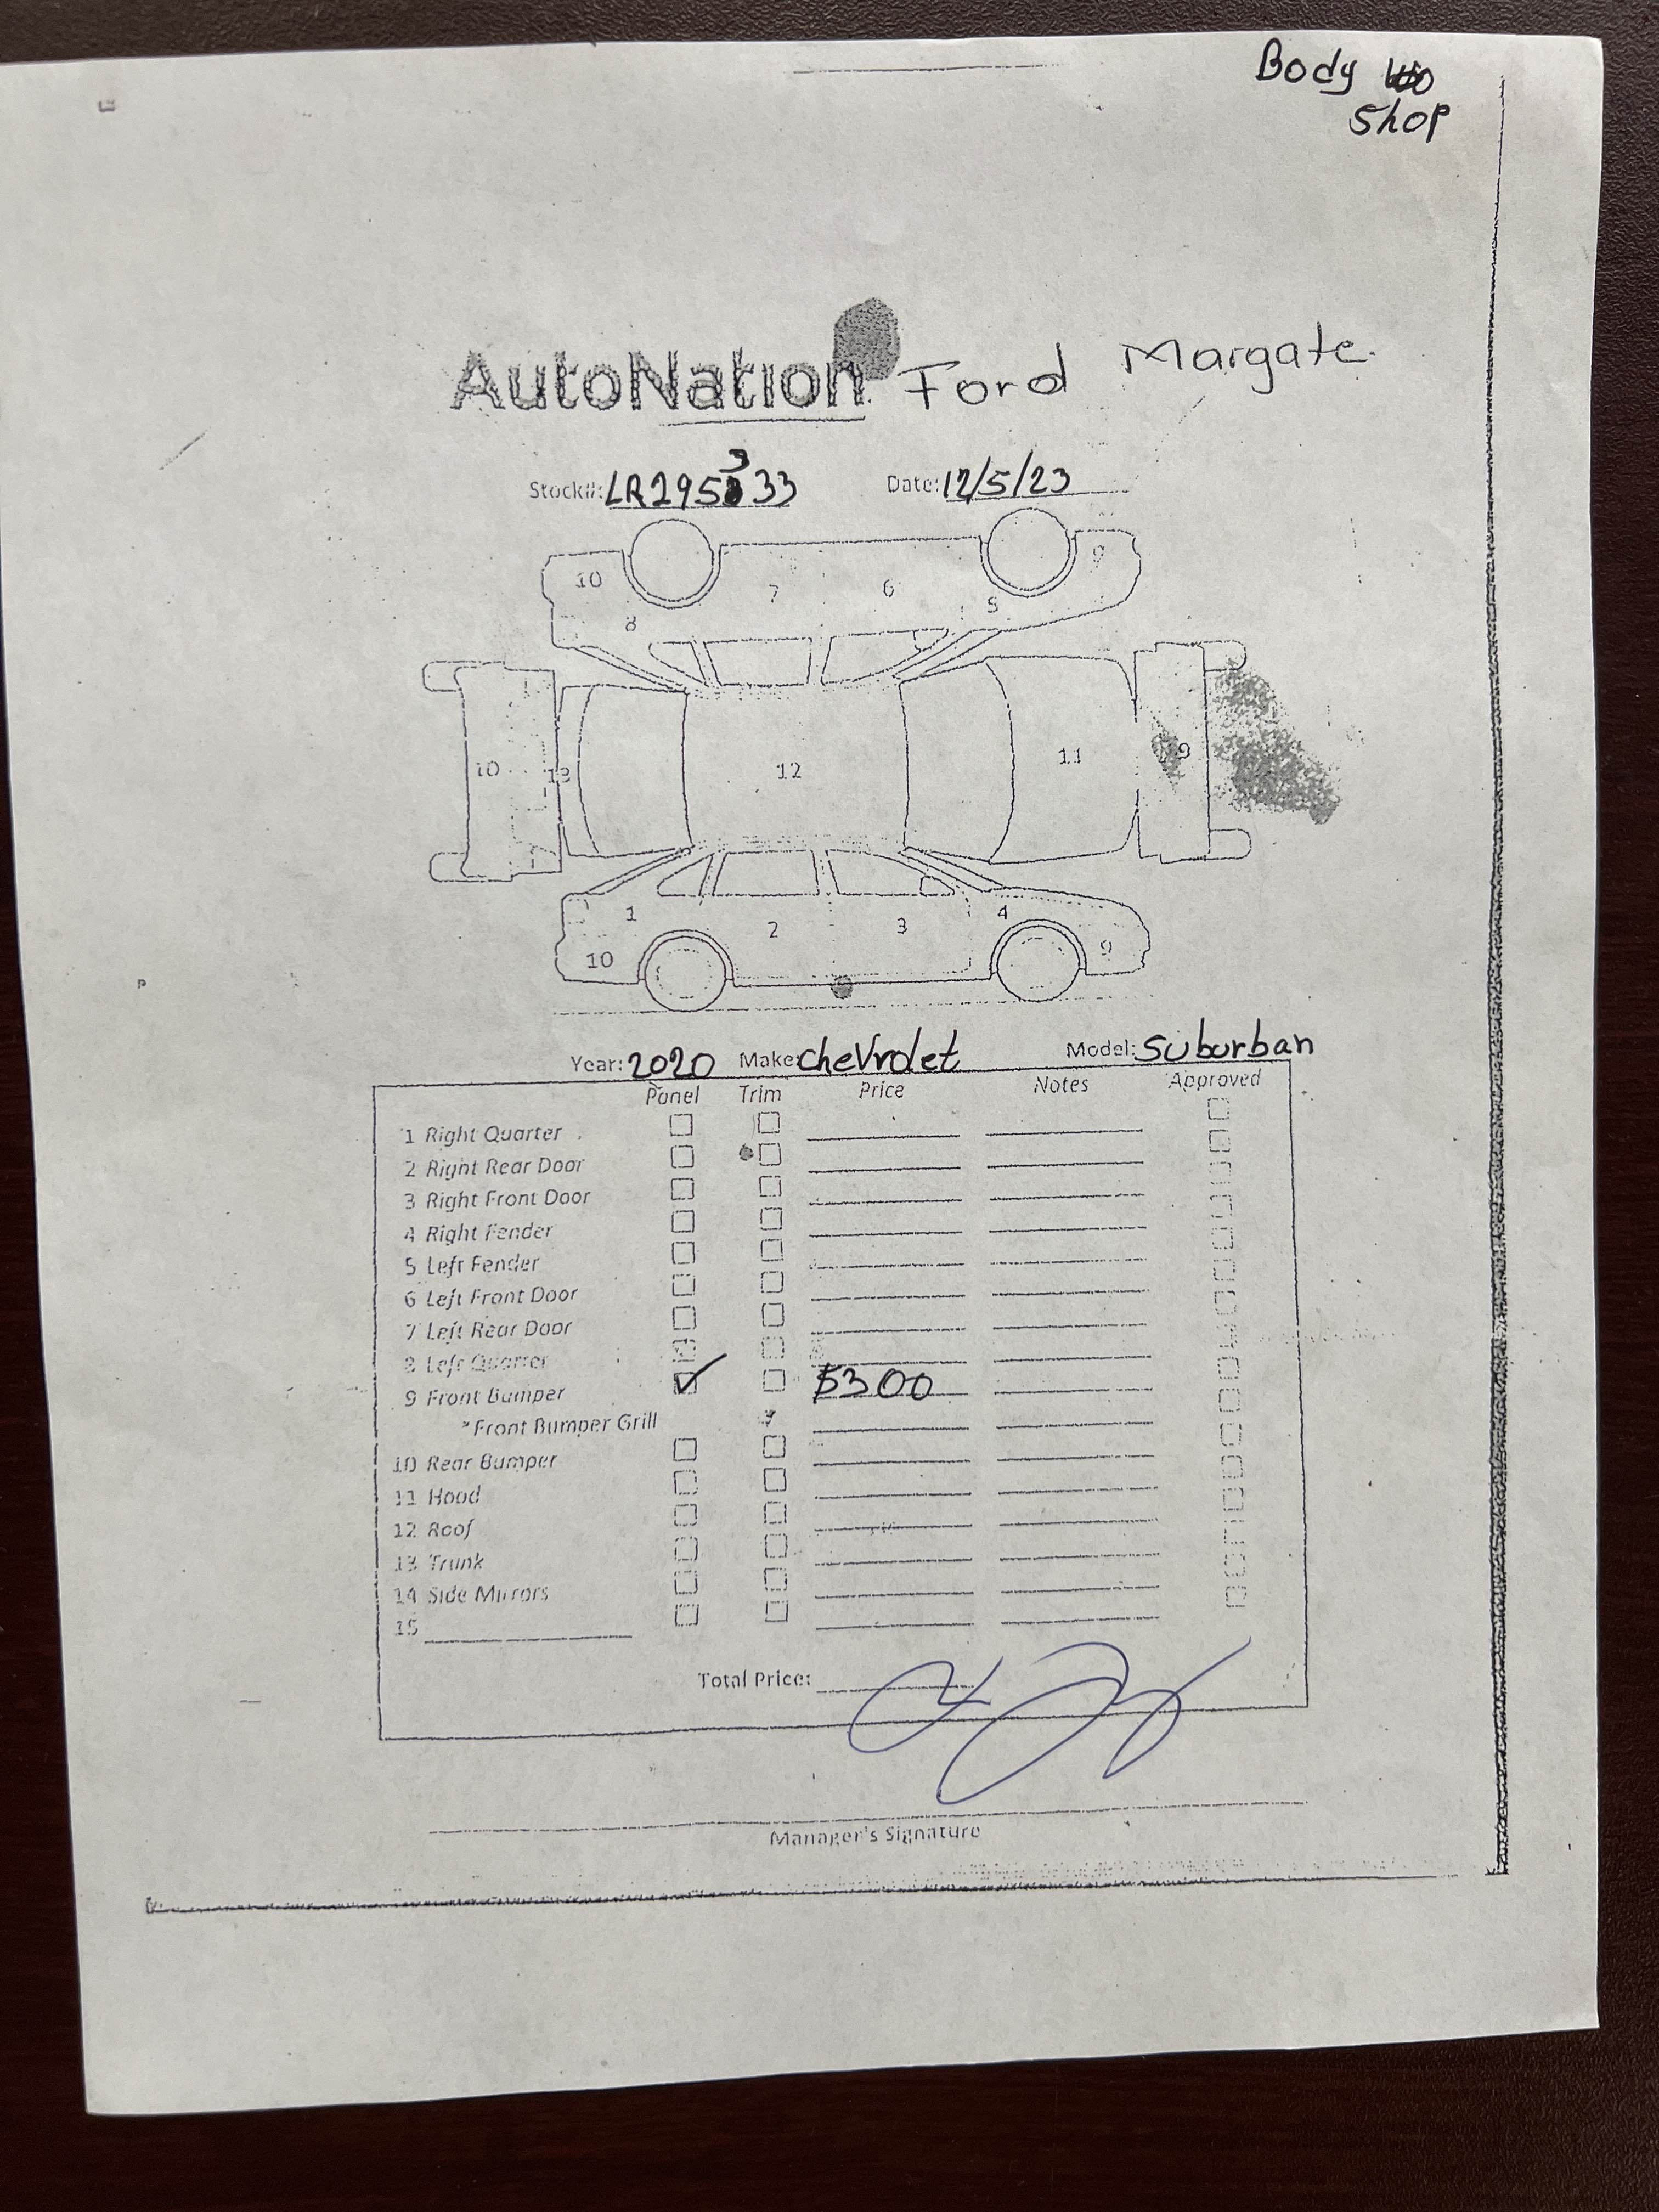 Body
Shop
AutoNation Ford Margate
Stock#: LR295333 Date: 12/5/23
10 7 6 9
8 5
10 13 12 11 9
1 2 3 4
10 9
Year: 2020 Make: Chevrolet Model: Suburban
Panel Trim Price Notes Approved
1 Right Quarter
2 Right Rear Door
3 Right Front Door
4 Right Fender
5 Left Fender
6 Left Front Door
7 Left Rear Door
8 Left Quarter
9 Front Bumper ✓ $300
*Front Bumper Grill
10 Rear Bumper
11 Hood
12 Roof
13 Trunk
14 Side Mirrors
15
Total Price:
Manager's Signature